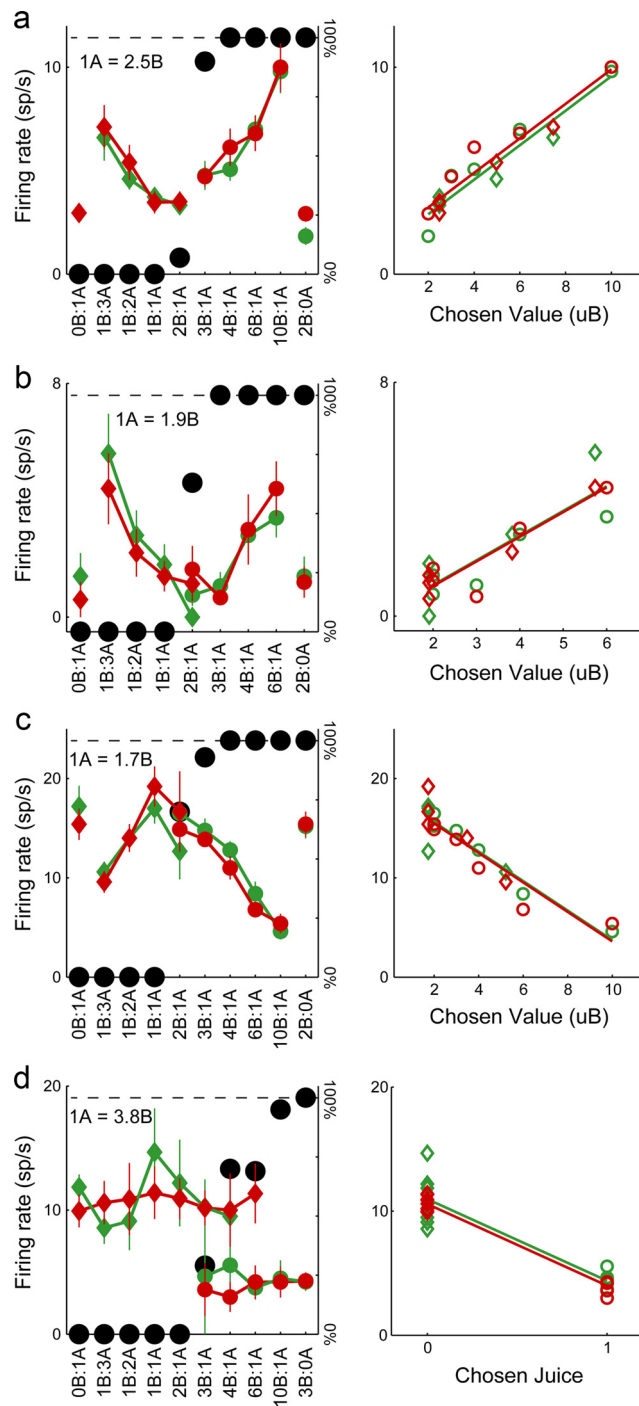 a
1A = 2.5B
Firing rate (sp/s)
10
0
100%
0%
0B:1A
1B:3A
1B:2A
1B:1A
2B:1A
3B:1A
4B:1A
6B:1A
10B:1A
2B:0A
2 4 6 8 10
Chosen Value (uB)
b
1A = 1.9B
Firing rate (sp/s)
8
0
100%
0%
0B:1A
1B:3A
1B:2A
1B:1A
2B:1A
3B:1A
4B:1A
6B:1A
2B:0A
8
0
2 3 4 5 6
Chosen Value (uB)
c
1A = 1.7B
Firing rate (sp/s)
20
10
0
100%
0%
0B:1A
1B:3A
1B:2A
1B:1A
2B:1A
3B:1A
4B:1A
6B:1A
10B:1A
2B:0A
20
10
0
2 4 6 8 10
Chosen Value (uB)
d
1A = 3.8B
Firing rate (sp/s)
20
10
0
100%
0%
0B:1A
1B:3A
1B:2A
1B:1A
2B:1A
3B:1A
4B:1A
6B:1A
10B:1A
3B:0A
20
10
0
0 1
Chosen Juice